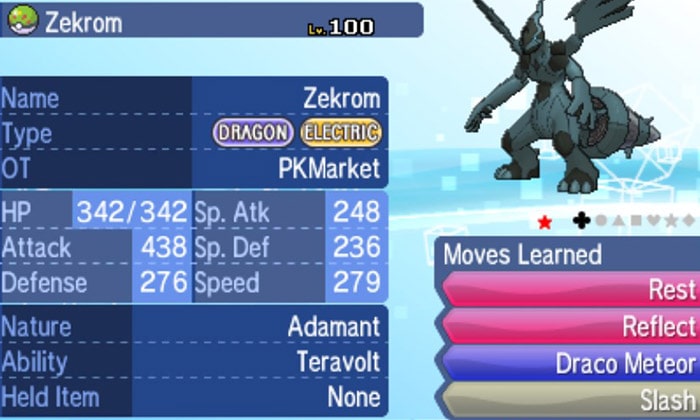 Zekrom Lv.100
Name Zekrom
Type DRAGON ELECTRIC
OT PKMarket
HP 342/342 Sp. Atk 248
Attack 438 Sp. Def 236
Defense 276 Speed 279
Nature Adamant
Ability Teravolt
Held Item None
Moves Learned
Rest
Reflect
Draco Meteor
Slash